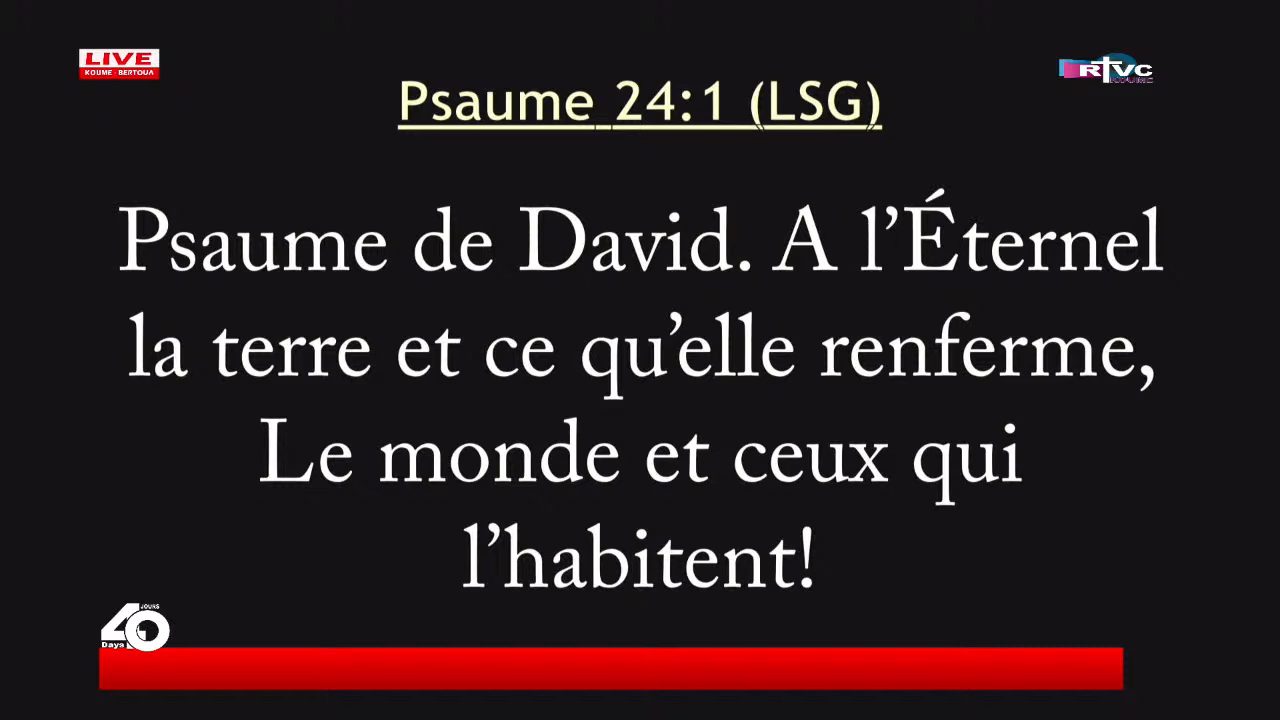 LIVE
KOUME - BERTOUA
RTVC
Psaume 24:1 (LSG)
Psaume de David. A l’Éternel
la terre et ce qu’elle renferme,
Le monde et ceux qui
l’habitent!
40
JOURS
Days